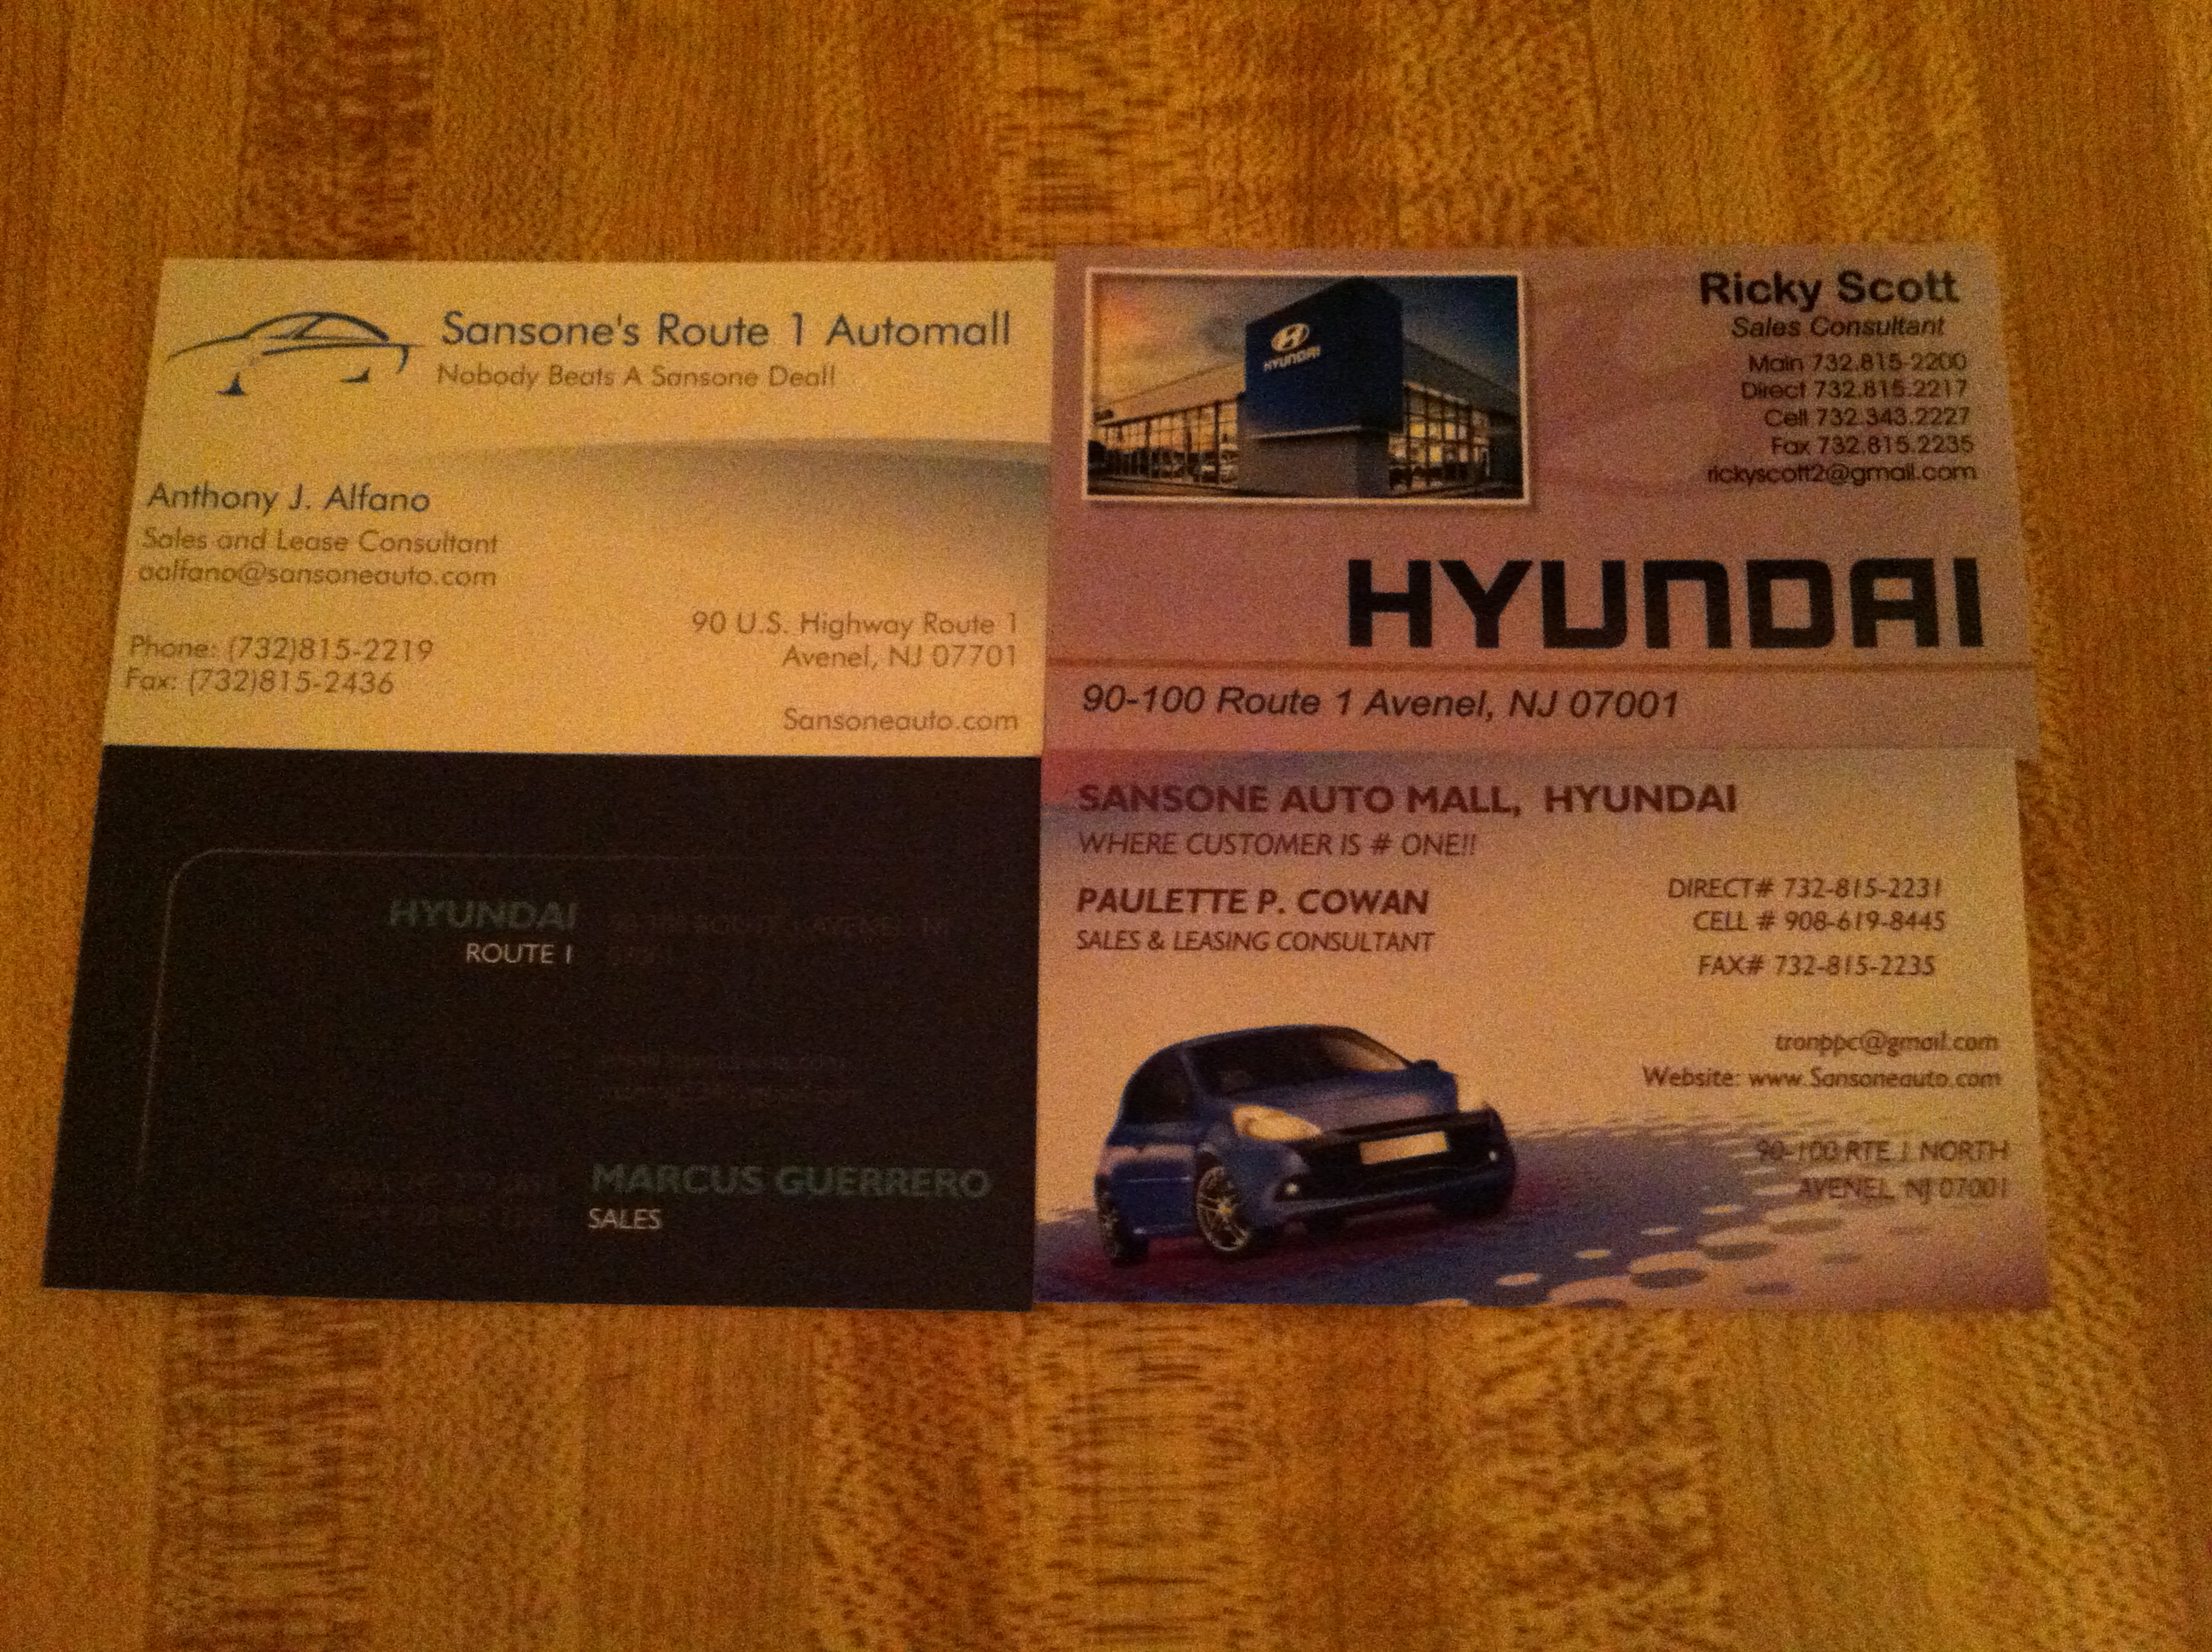 Sansone's Route 1 Automall
Nobody Beats A Sansone Deal!
Anthony J. Alfano
Sales and Lease Consultant
aalfano@sansoneauto.com
Phone: (732)815-2219
Fax: (732)815-2436
90 U.S. Highway Route 1
Avenel, NJ 07701
Sansoneauto.com
Ricky Scott
Sales Consultant
Main 732.815-2200
Direct 732.815.2217
Cell 732.343.2227
Fax 732.815.2235
rickyscott2@gmail.com
HYUNDAI
HYUNDAI
90-100 Route 1 Avenel, NJ 07001
HYUNDAI
ROUTE 1
MARCUS GUERRERO
SALES
SANSONE AUTO MALL, HYUNDAI
WHERE CUSTOMER IS # ONE!!
PAULETTE P. COWAN
SALES & LEASING CONSULTANT
DIRECT# 732-815-2231
CELL # 908-619-8445
FAX# 732-815-2235
tronppc@gmail.com
Website: www.Sansoneauto.com
90-100 RTE 1 NORTH
AVENEL, NJ 07001